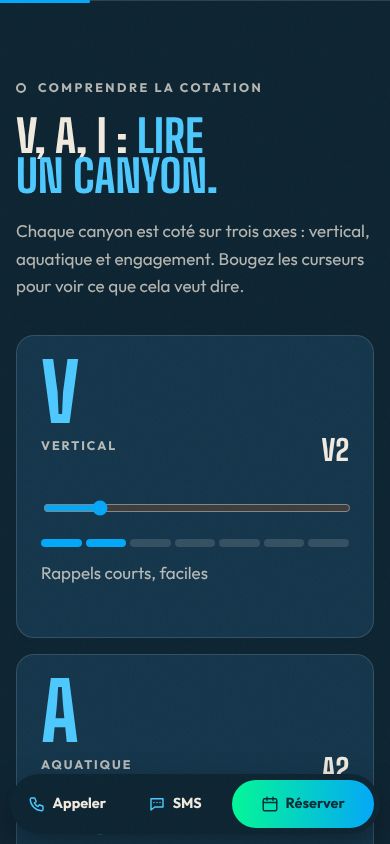 COMPRENDRE LA COTATION
V, A, I : LIRE
UN CANYON.
Chaque canyon est coté sur trois axes : vertical,
aquatique et engagement. Bougez les curseurs
pour voir ce que cela veut dire.
V
VERTICAL
V2
Rappels courts, faciles
A
AQUATIQUE
A2
Appeler
SMS
Réserver